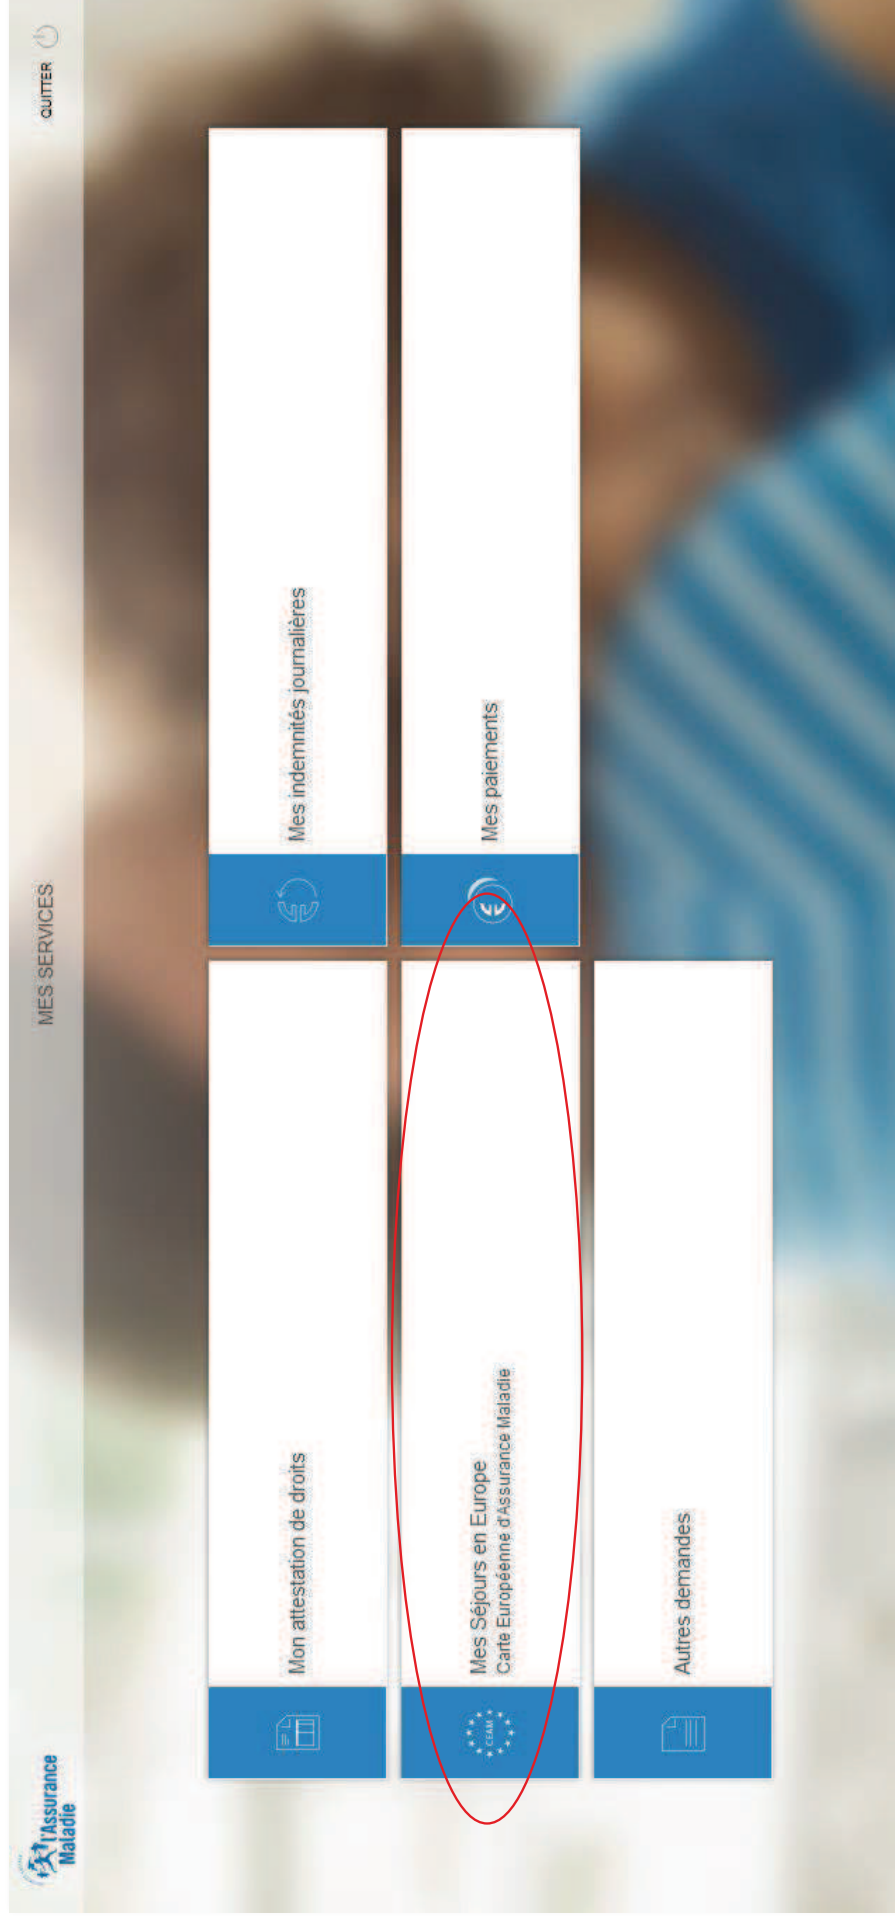 l'Assurance
Maladie
MES SERVICES
QUITTER
Mon attestation de droits
Mes indemnités journalières
CEAM
Mes Séjours en Europe
Carte Européenne d'Assurance Maladie
Mes paiements
Autres demandes